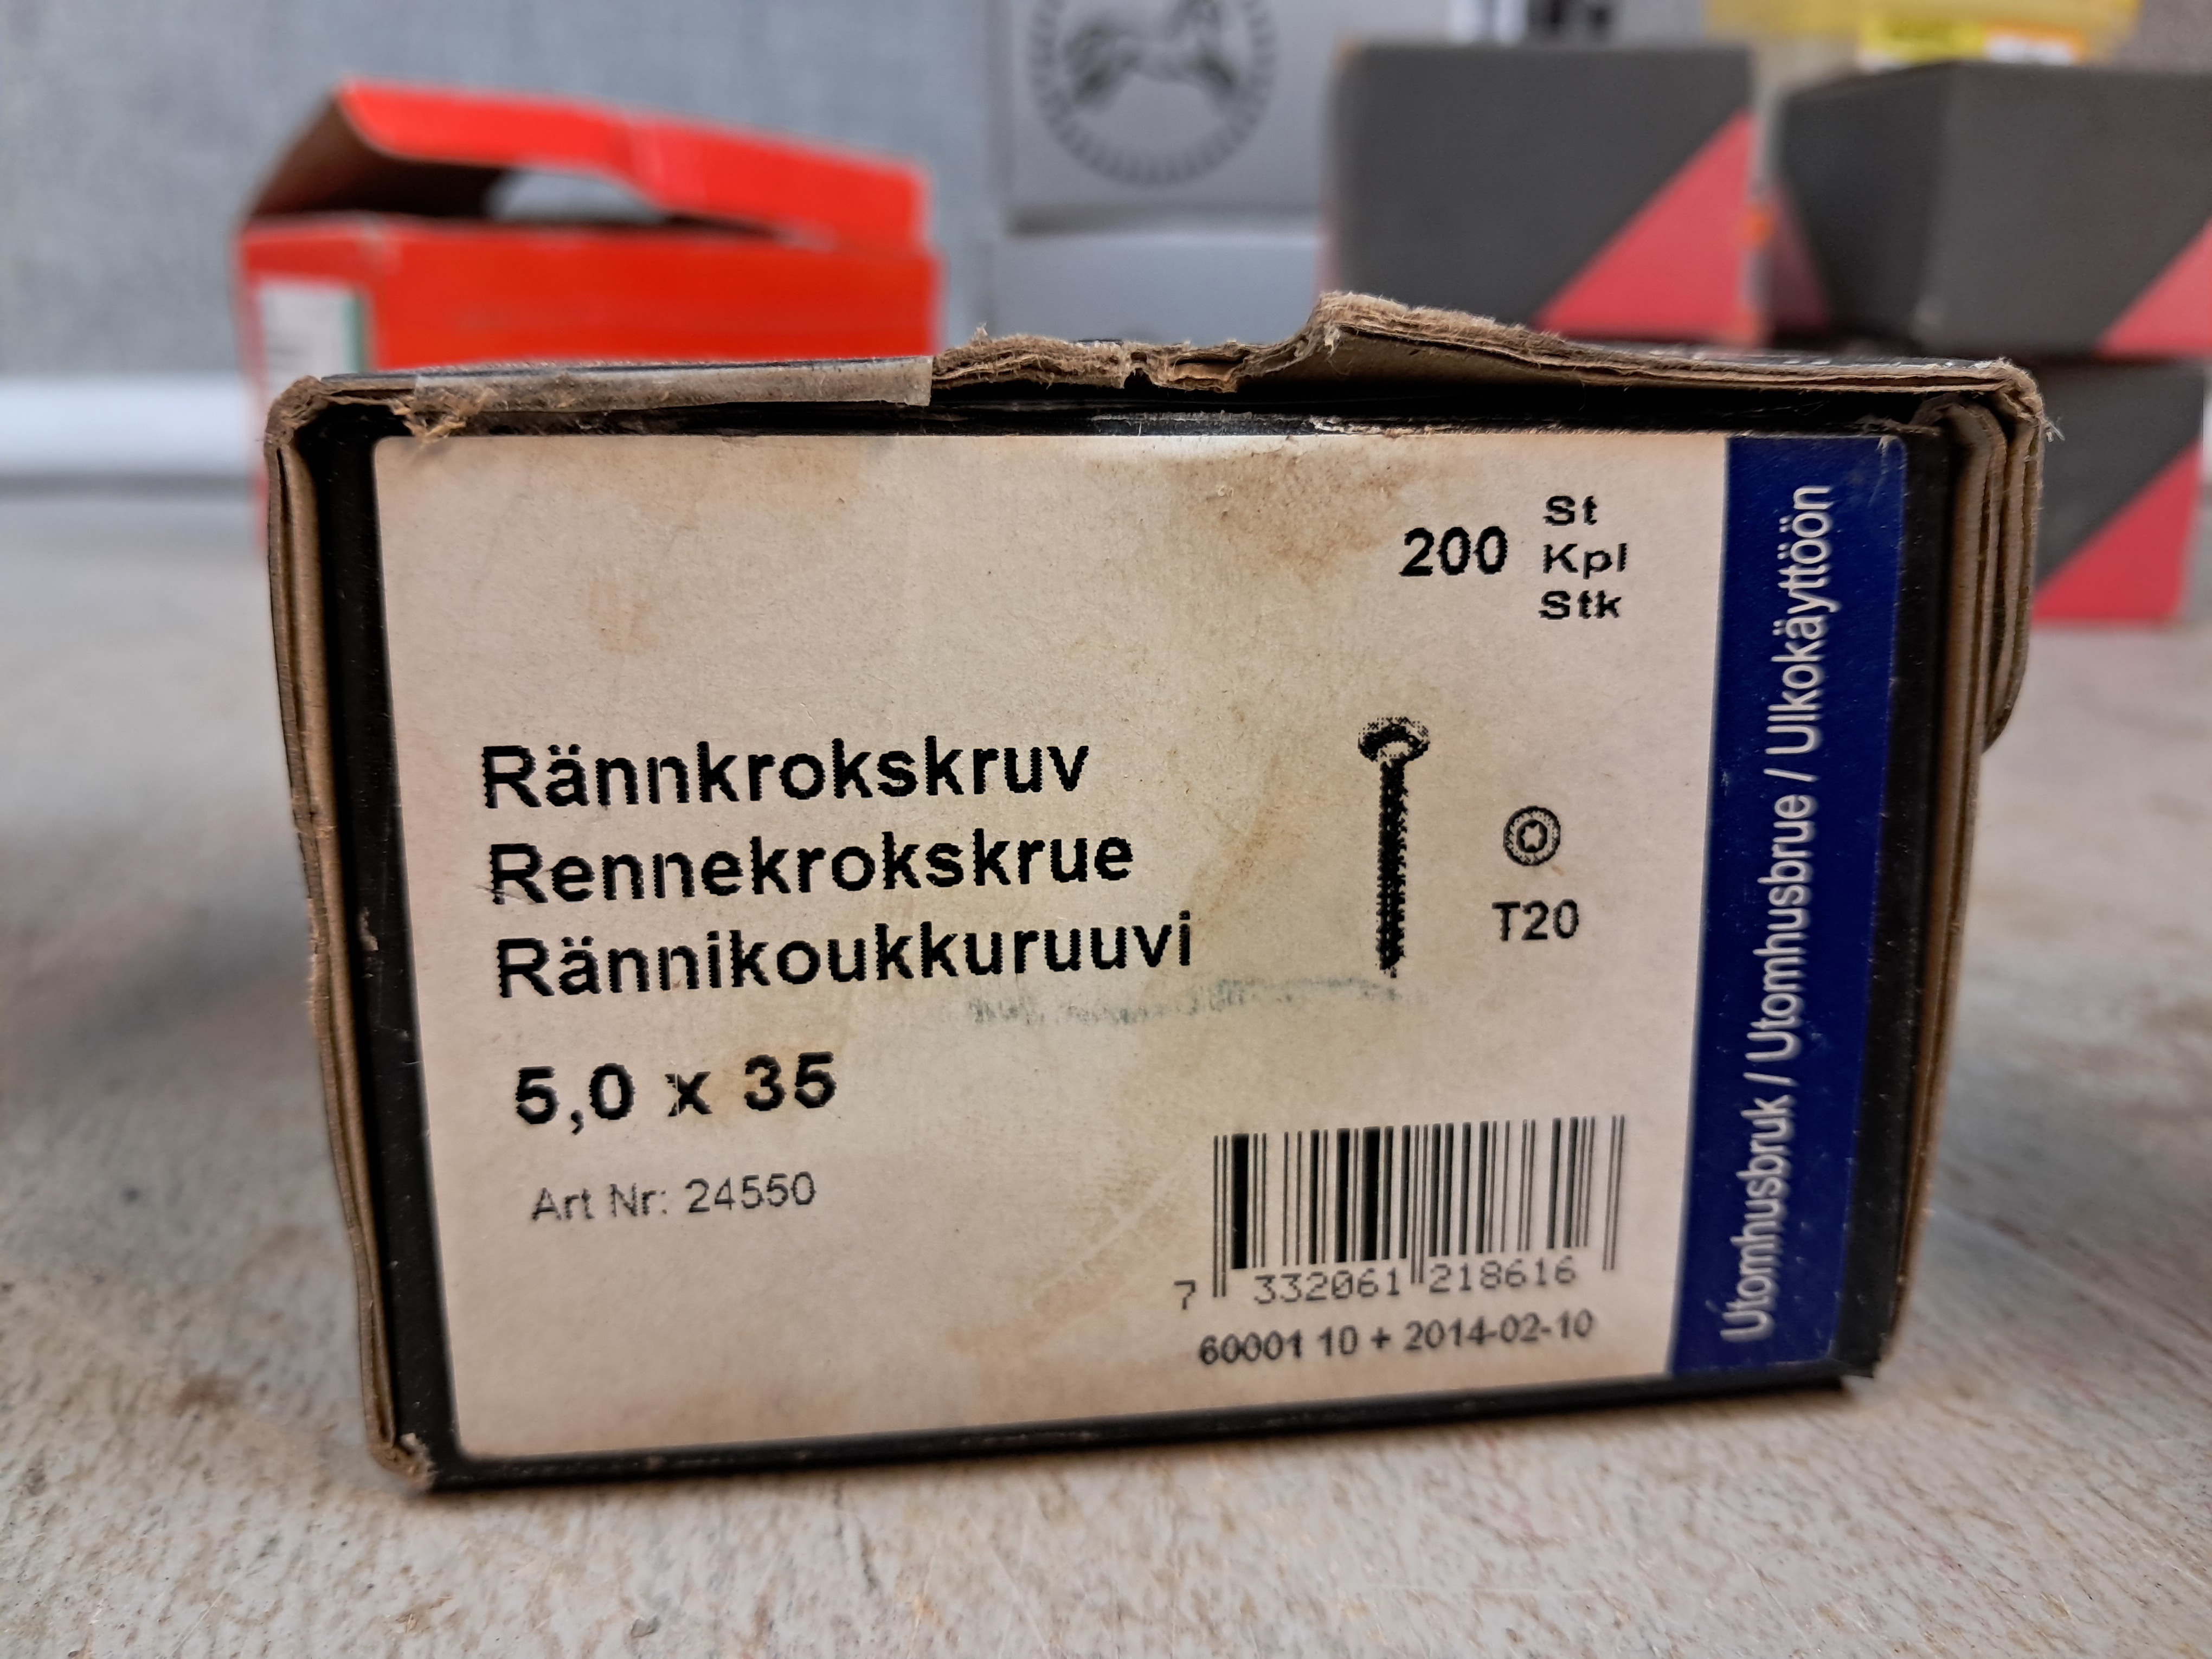 200 St
Kpl
Stk
Rännkrokskruv
Rennekrokskrue
Rännikoukkuruuvi
T20
5,0 x 35
Art Nr: 24550
7 332061 218616
60001 10 + 2014-02-10
Utomhusbruk / Utomhusbrue / Ulkokäyttöön